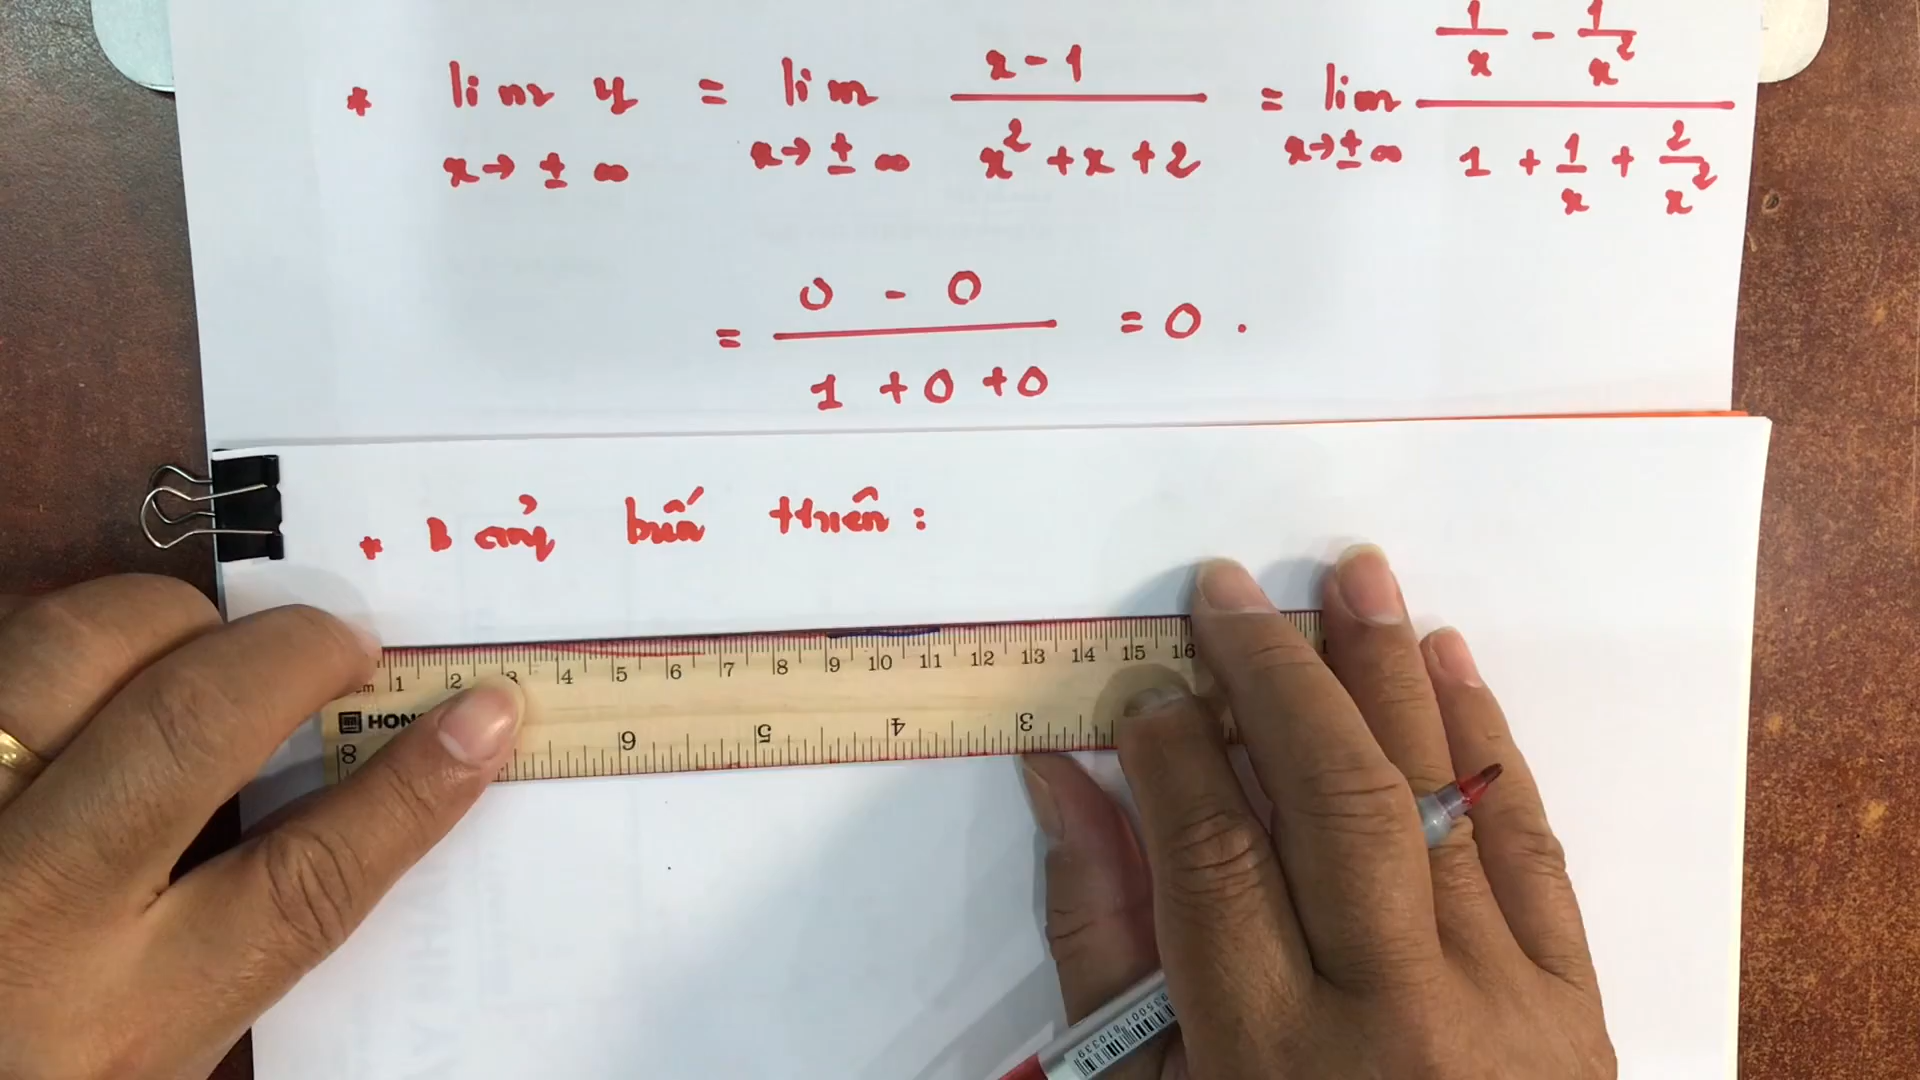 * lim y = lim x - 1 / x² + x + 2 = lim 1/x - 1/x² / 1 + 1/x + 2/x²
x → ± ∞ x → ± ∞ x → ± ∞
= 0 - 0 / 1 + 0 + 0 = 0 .
* Bảng biến thiên :
cm 1 2 3 4 5 6 7 8 9 10 11 12 13 14 15 16
8 6 5 4 3